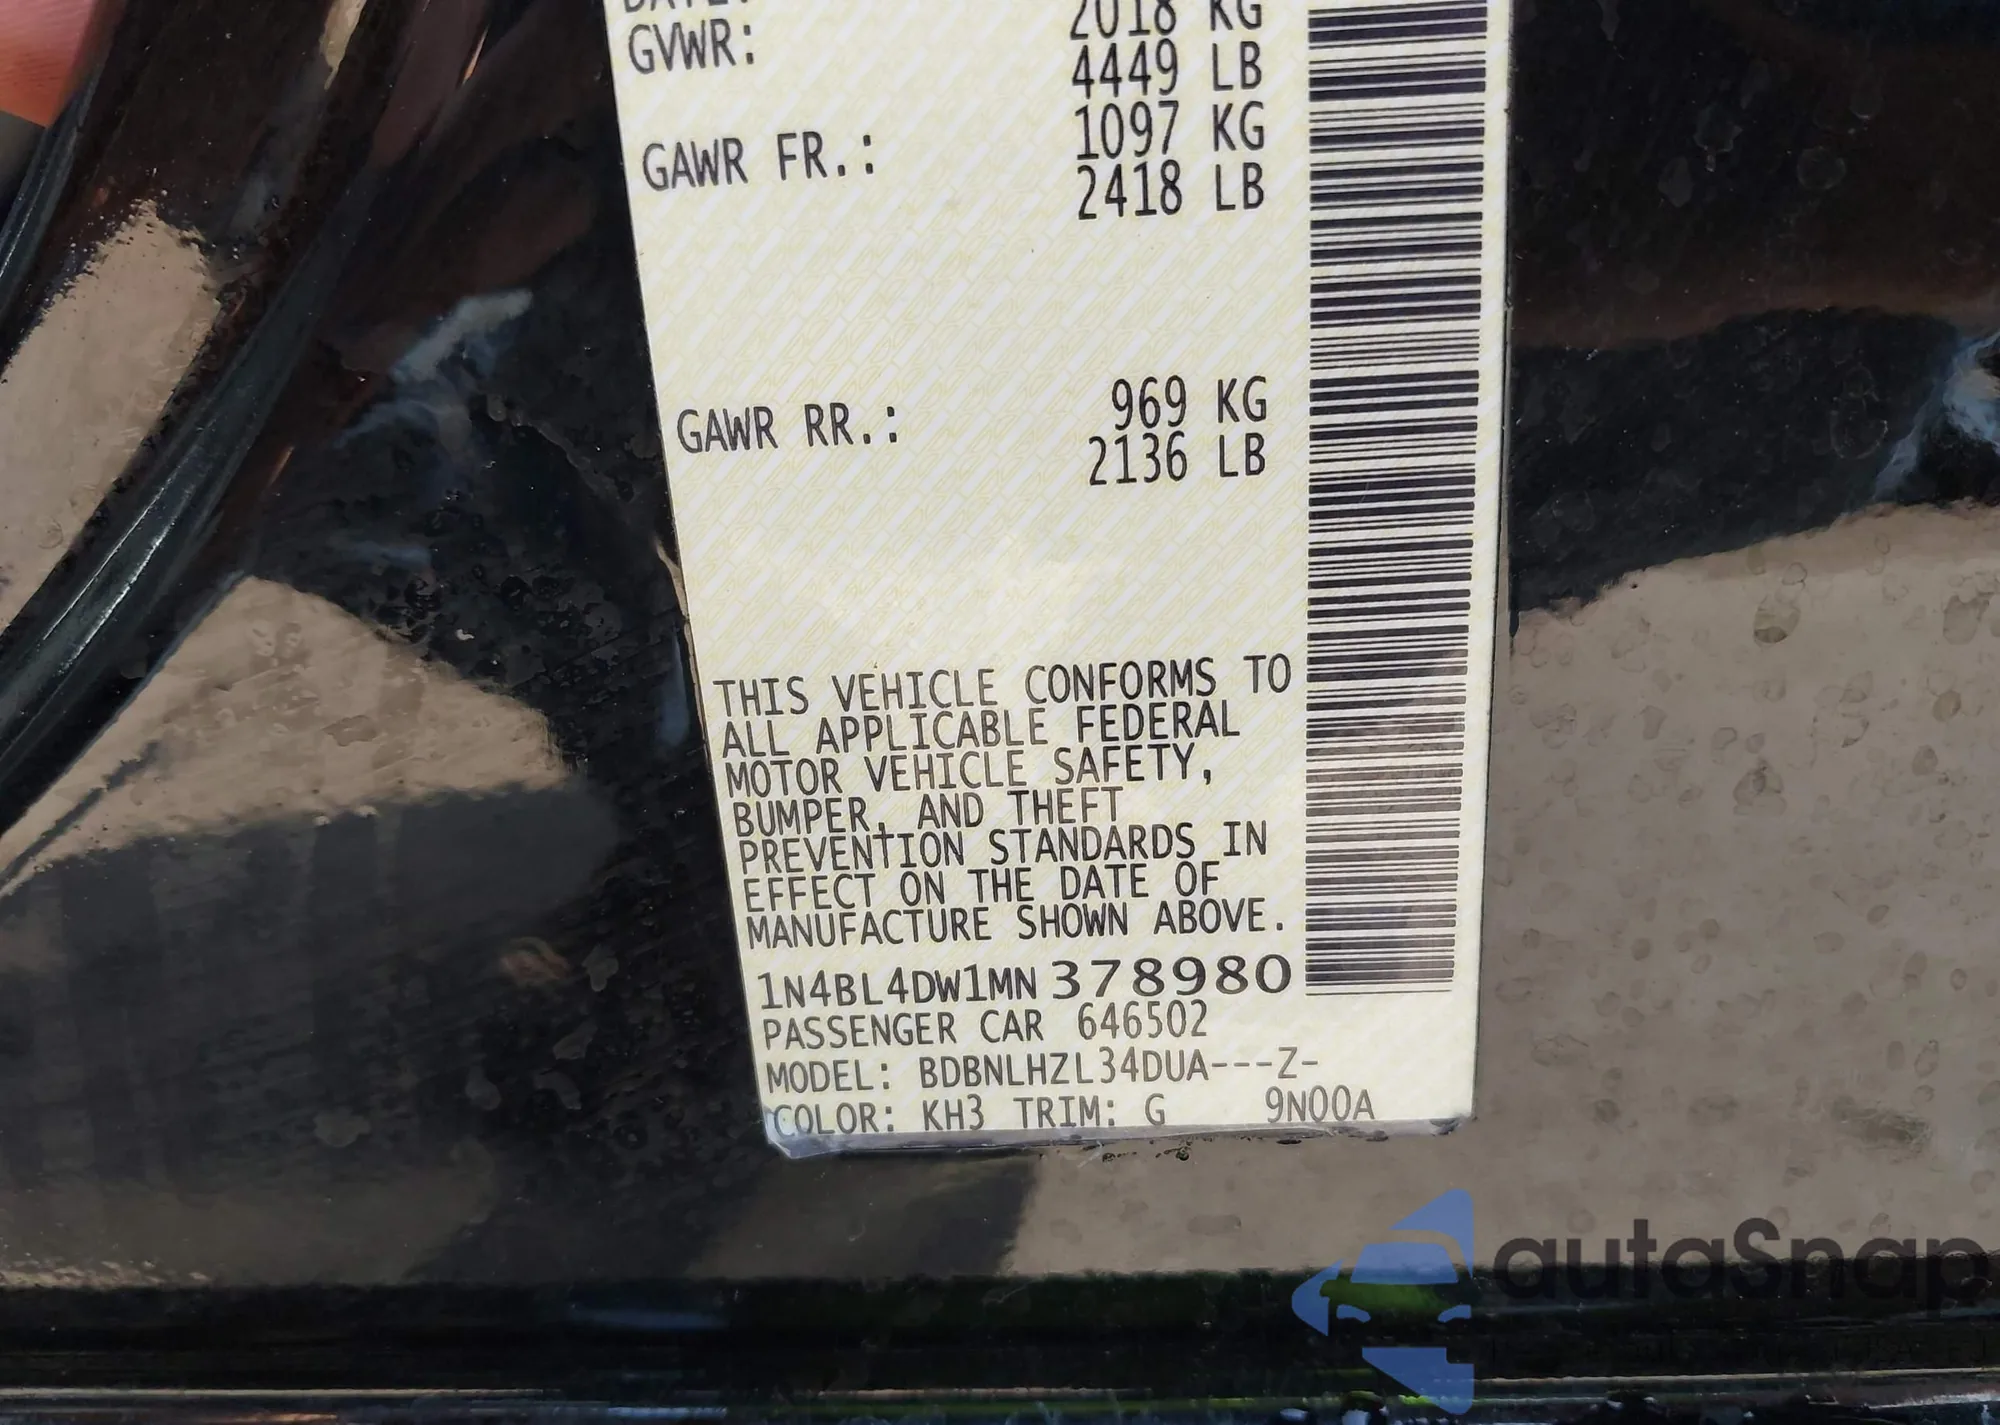 DATE:
GVWR: 2018 KG
4449 LB
GAWR FR.: 1097 KG
2418 LB
GAWR RR.: 969 KG
2136 LB
THIS VEHICLE CONFORMS TO
ALL APPLICABLE FEDERAL
MOTOR VEHICLE SAFETY,
BUMPER, AND THEFT
PREVENTION STANDARDS IN
EFFECT ON THE DATE OF
MANUFACTURE SHOWN ABOVE.
1N4BL4DW1MN378980
PASSENGER CAR 646502
MODEL: BDBNLHZL34DUA---Z-
COLOR: KH3 TRIM: G 9N00A
autaSnap